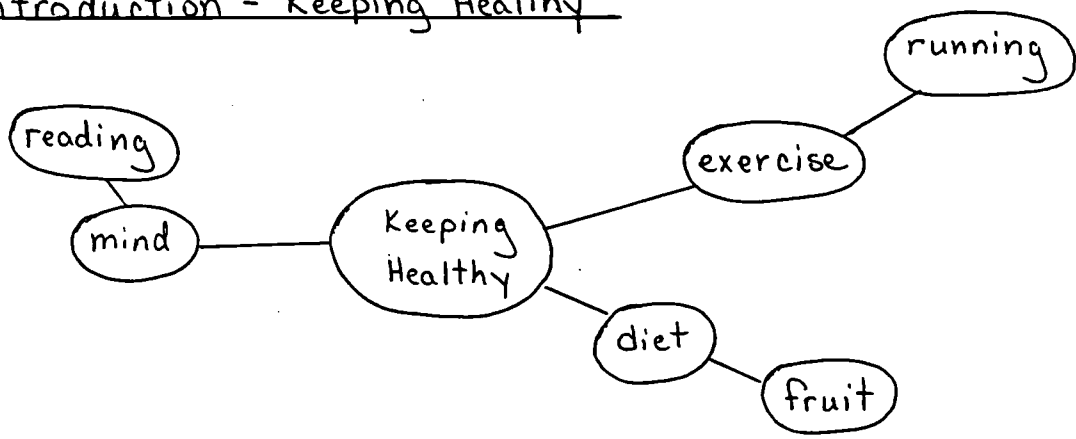 Introduction - Keeping Healthy
running
reading
exercise
mind
Keeping
Healthy
diet
fruit